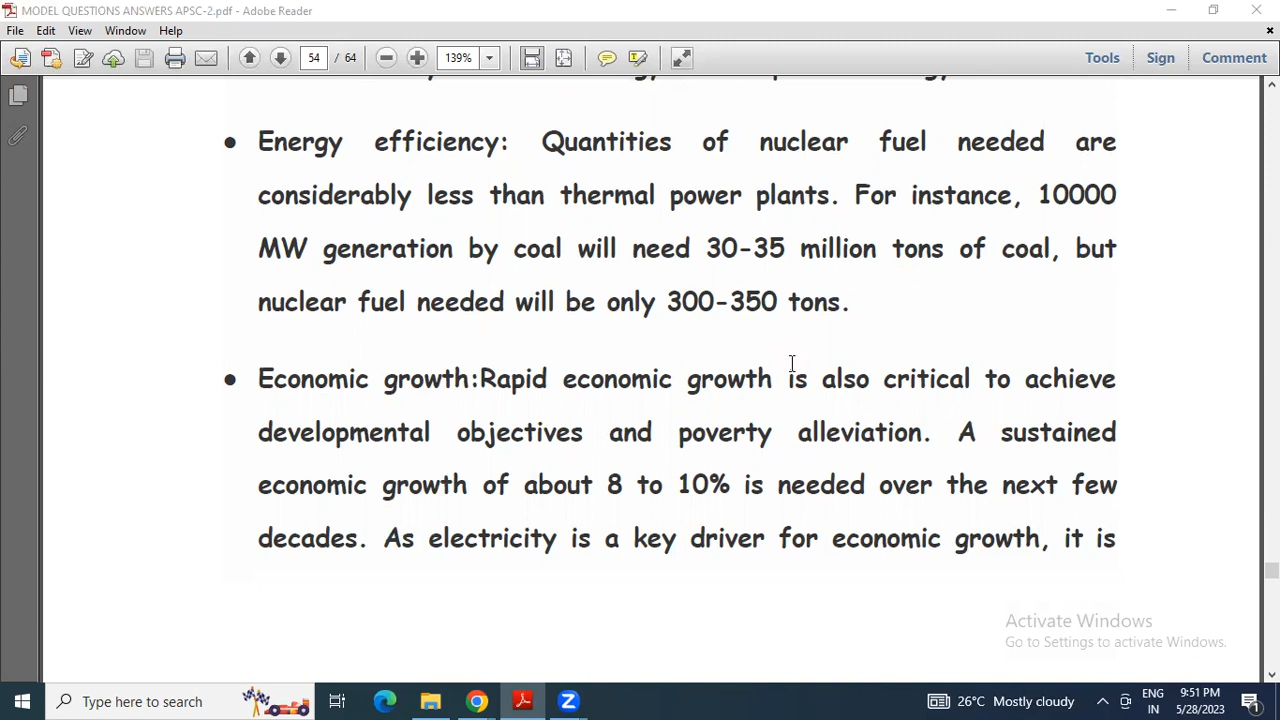 MODEL QUESTIONS ANSWERS APSC-2.pdf - Adobe Reader
File Edit View Window Help
54 / 64 139% Tools Sign Comment
• Energy efficiency: Quantities of nuclear fuel needed are
considerably less than thermal power plants. For instance, 10000
MW generation by coal will need 30-35 million tons of coal, but
nuclear fuel needed will be only 300-350 tons.
• Economic growth:Rapid economic growth is also critical to achieve
developmental objectives and poverty alleviation. A sustained
economic growth of about 8 to 10% is needed over the next few
decades. As electricity is a key driver for economic growth, it is
Activate Windows
Go to Settings to activate Windows.
Type here to search 26°C Mostly cloudy ENG 9:51 PM
IN 5/28/2023 1